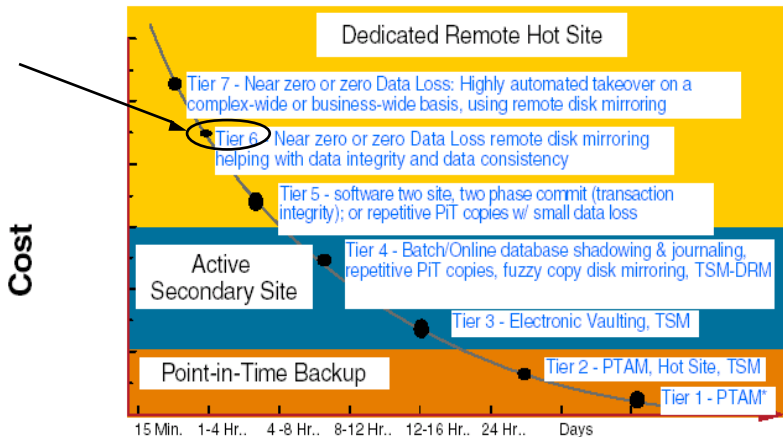 Dedicated Remote Hot Site
Tier 7 - Near zero or zero Data Loss: Highly automated takeover on a
complex-wide or business-wide basis, using remote disk mirroring
Tier 6 - Near zero or zero Data Loss remote disk mirroring
helping with data integrity and data consistency
Tier 5 - software two site, two phase commit (transaction
integrity); or repetitive PiT copies w/ small data loss
Cost
Active
Secondary Site
Tier 4 - Batch/Online database shadowing & journaling,
repetitive PiT copies, fuzzy copy disk mirroring, TSM-DRM
Tier 3 - Electronic Vaulting, TSM
Point-in-Time Backup
Tier 2 - PTAM, Hot Site, TSM
Tier 1 - PTAM*
15 Min. 1-4 Hr.. 4 -8 Hr.. 8-12 Hr.. 12-16 Hr.. 24 Hr.. Days